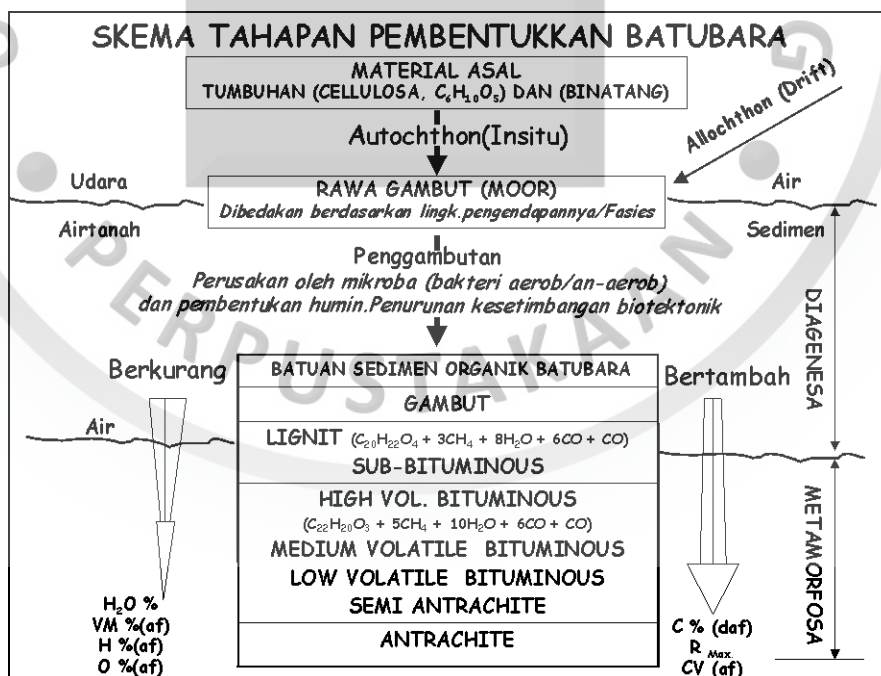 SKEMA TAHAPAN PEMBENTUKKAN BATUBARA
MATERIAL ASAL
TUMBUHAN (CELLULOSA, C₆H₁₀O₅) DAN (BINATANG)
Autochthon(Insitu)
Allochthon (Drift)
Udara
Air
RAWA GAMBUT (MOOR)
Dibedakan berdasarkan lingk.pengendapannya/Fasies
Airtanah
Sedimen
Penggambutan
Perusakan oleh mikroba (bakteri aerob/an-aerob)
dan pembentukan humin.Penurunan kesetimbangan biotektonik
DIAGENESA
Berkurang
Bertambah
BATUAN SEDIMEN ORGANIK BATUBARA
GAMBUT
Air
LIGNIT (C₂₀H₂₂O₄ + 3CH₄ + 8H₂O + 6CO + CO)
SUB-BITUMINOUS
HIGH VOL. BITUMINOUS
(C₂₂H₂₀O₃ + 5CH₄ + 10H₂O + 6CO + CO)
MEDIUM VOLATILE BITUMINOUS
LOW VOLATILE BITUMINOUS
SEMI ANTRACHITE
ANTRACHITE
METAMORFOSA
H₂O %
VM %(af)
H %(af)
O %(af)
C % (daf)
R Max.
CV (af)
PERPUSTAKAAN
G